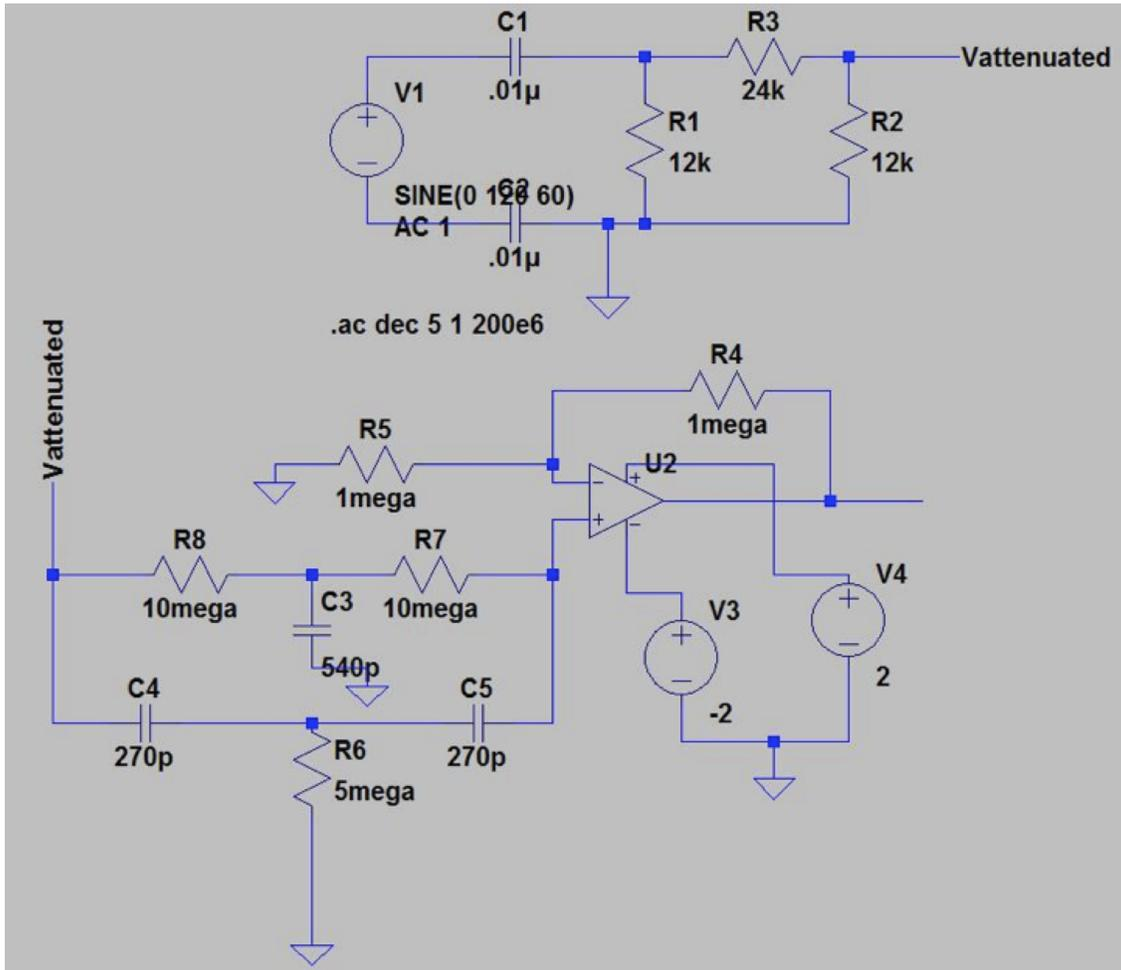 C1
.01µ
R3
24k
Vattenuated
V1
R1
12k
R2
12k
C2
SINE(0 120 60)
AC 1
.01µ
.ac dec 5 1 200e6
Vattenuated
R4
1mega
R5
1mega
U2
R8
10mega
R7
10mega
C3
540p
V3
-2
V4
2
C4
270p
C5
270p
R6
5mega